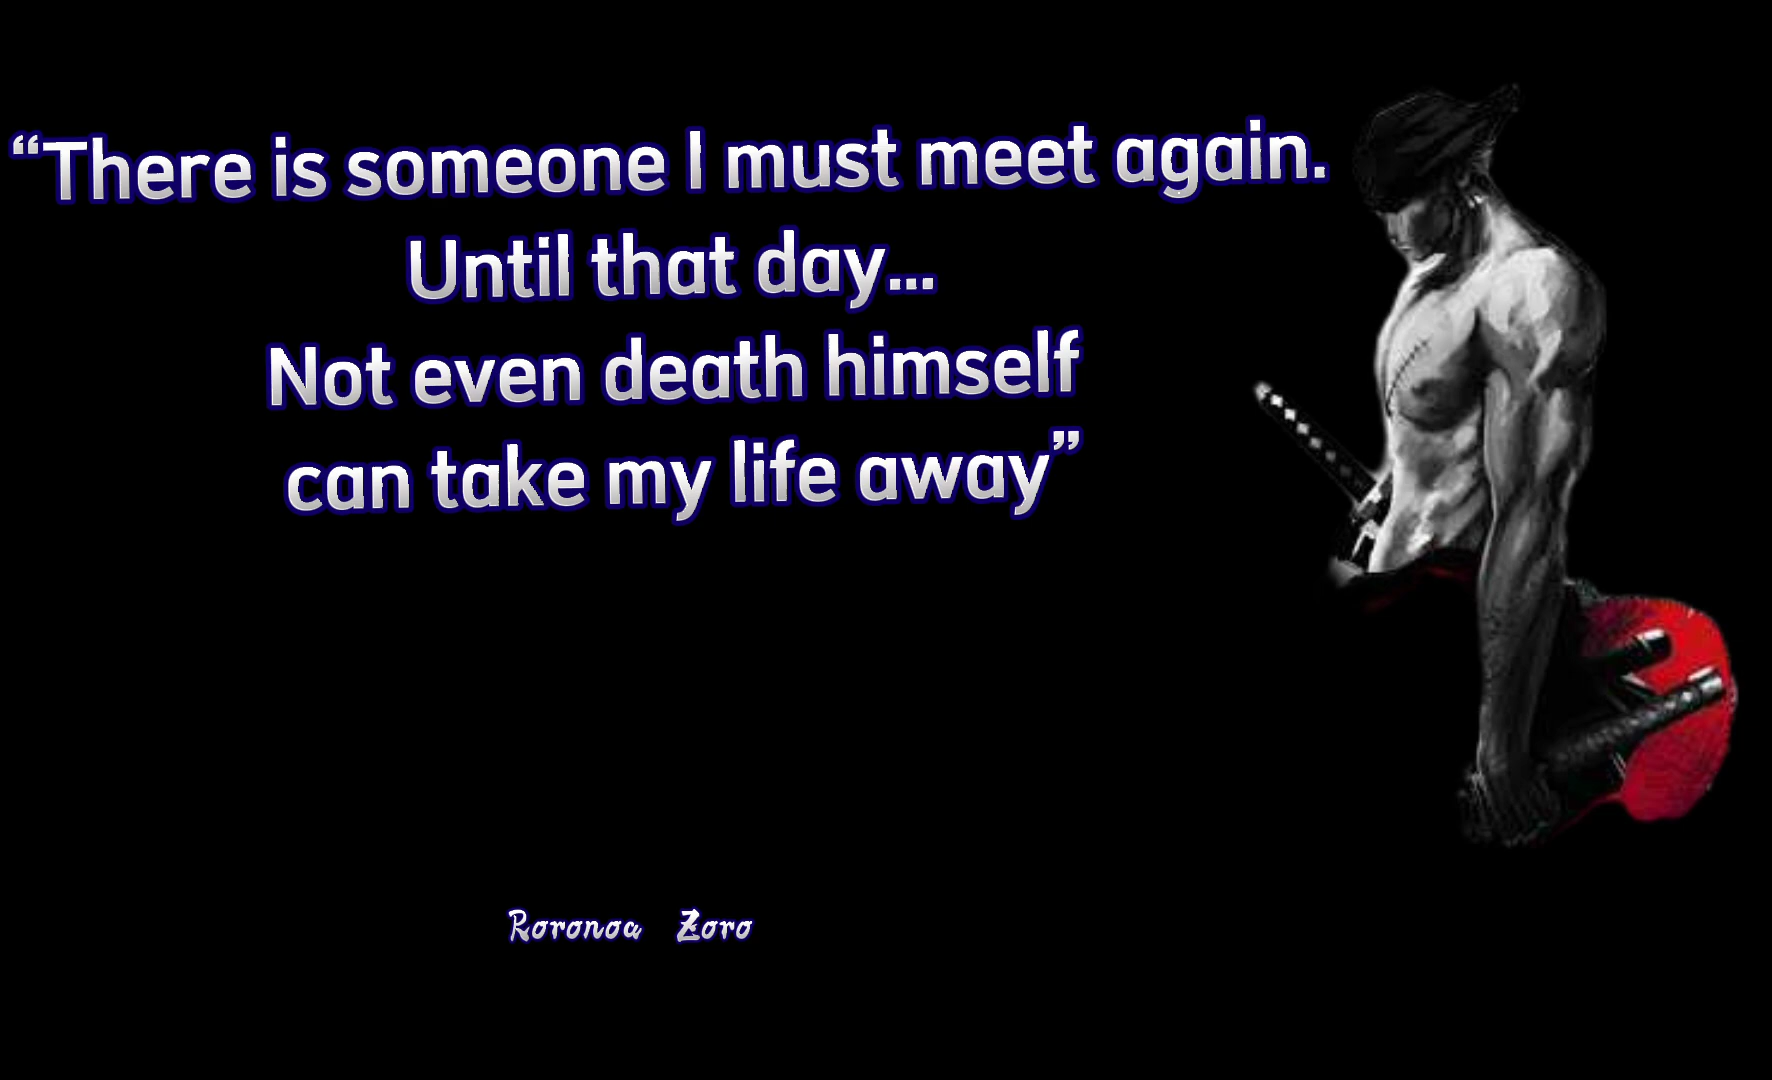 “There is someone I must meet again.
Until that day...
Not even death himself
can take my life away”
Roronoa Zoro